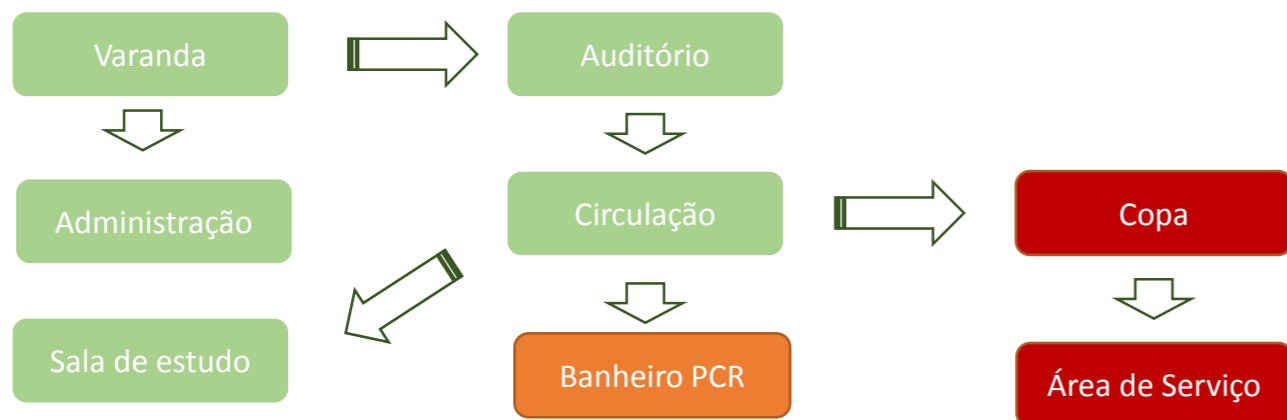 Varanda
Auditório
Administração
Circulação
Copa
Sala de estudo
Banheiro PCR
Área de Serviço